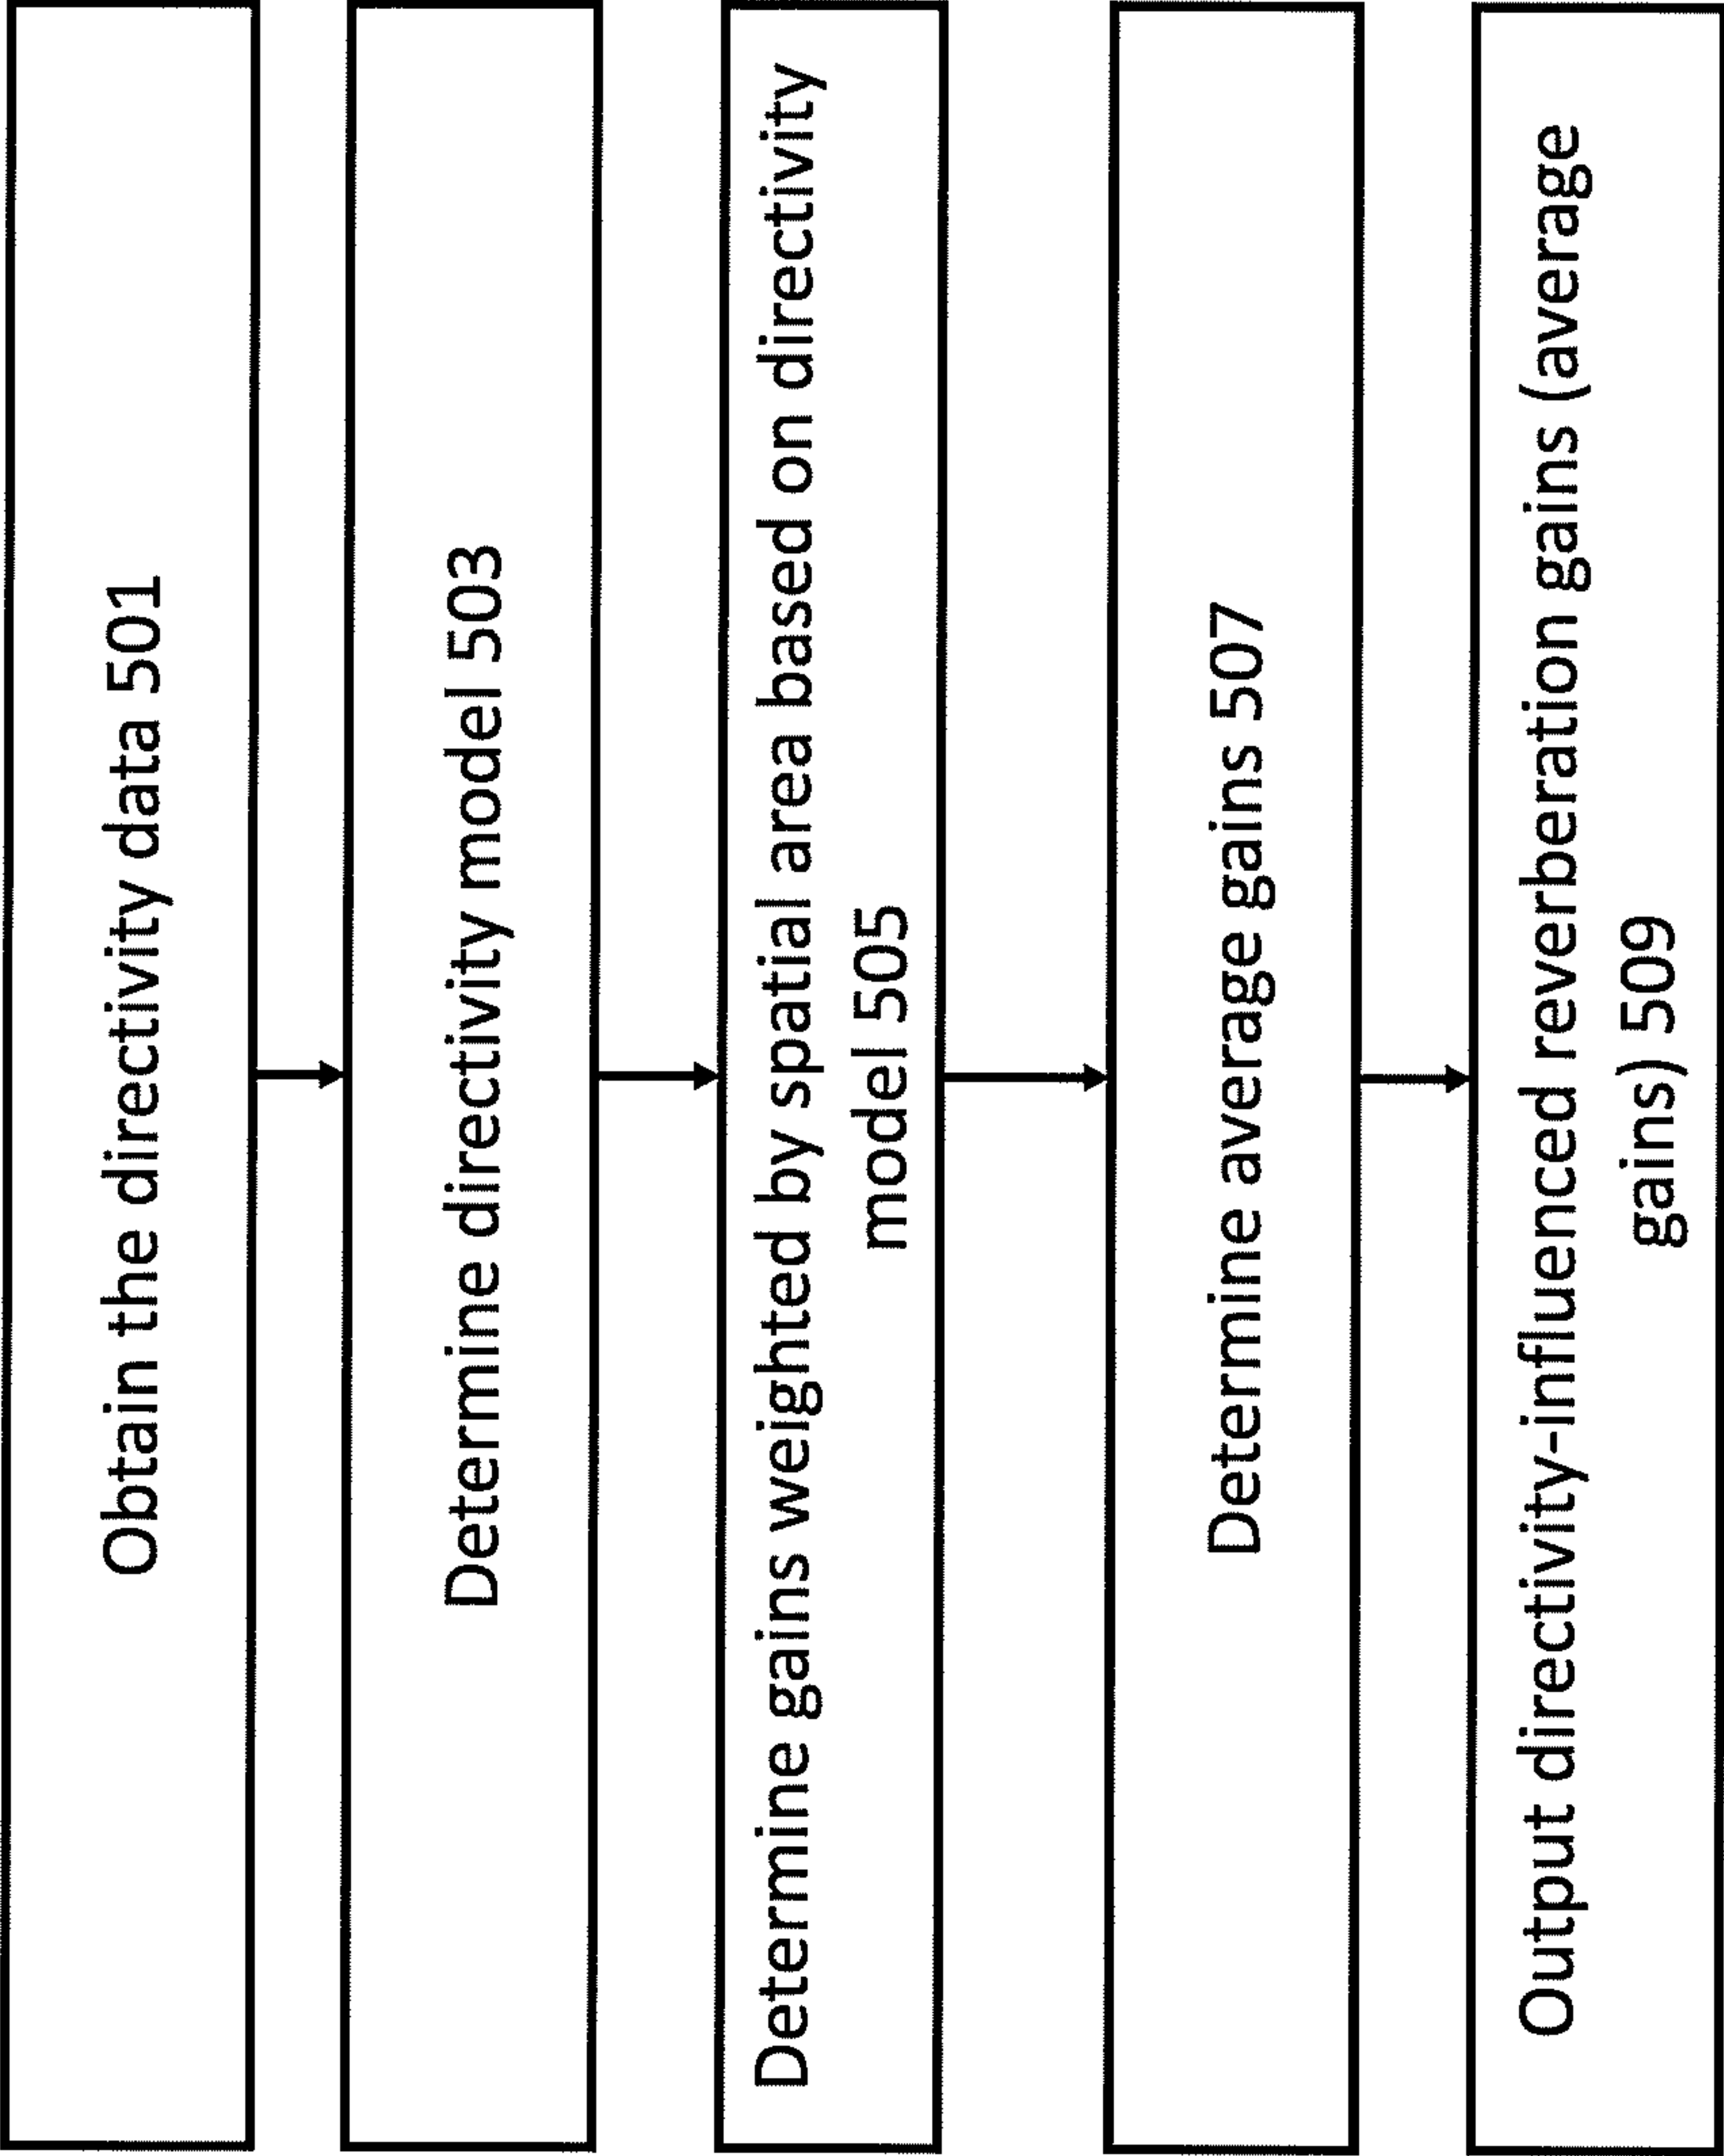 Obtain the directivity data 501
Determine directivity model 503
Determine gains weighted by spatial area based on directivity
model 505
Determine average gains 507
Output directivity-influenced reverberation gains (average
gains) 509